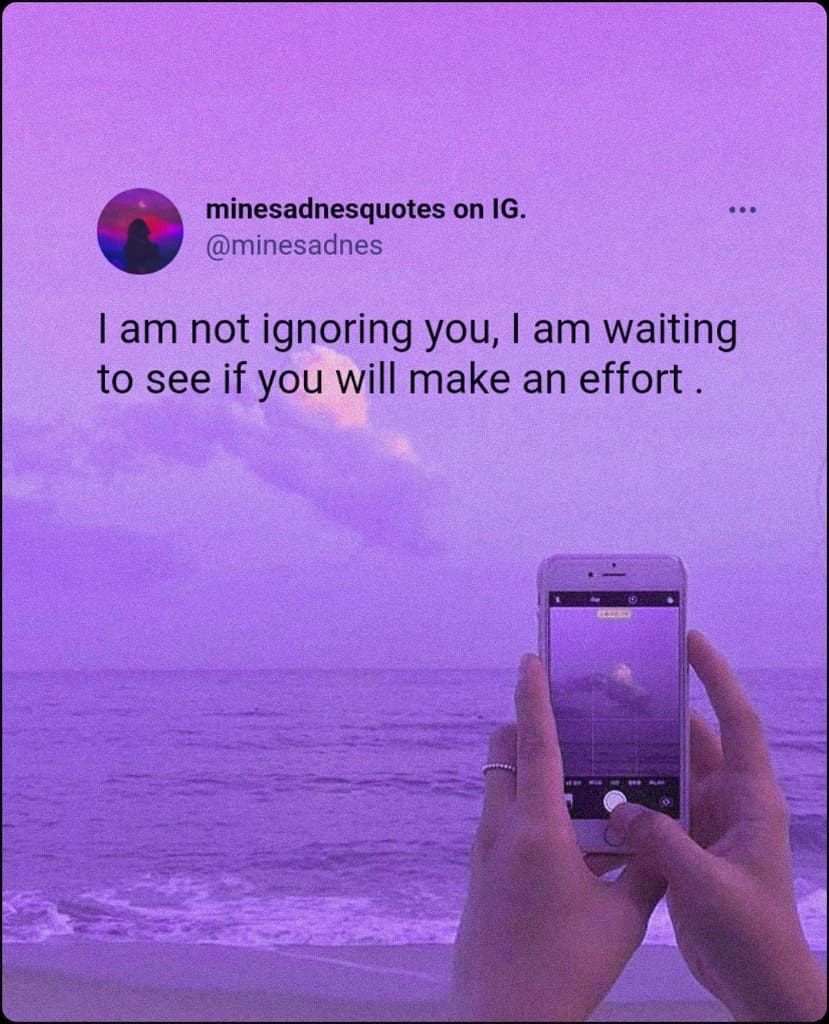 minesadnesquotes on IG.
@minesadnes
I am not ignoring you, I am waiting
to see if you will make an effort .